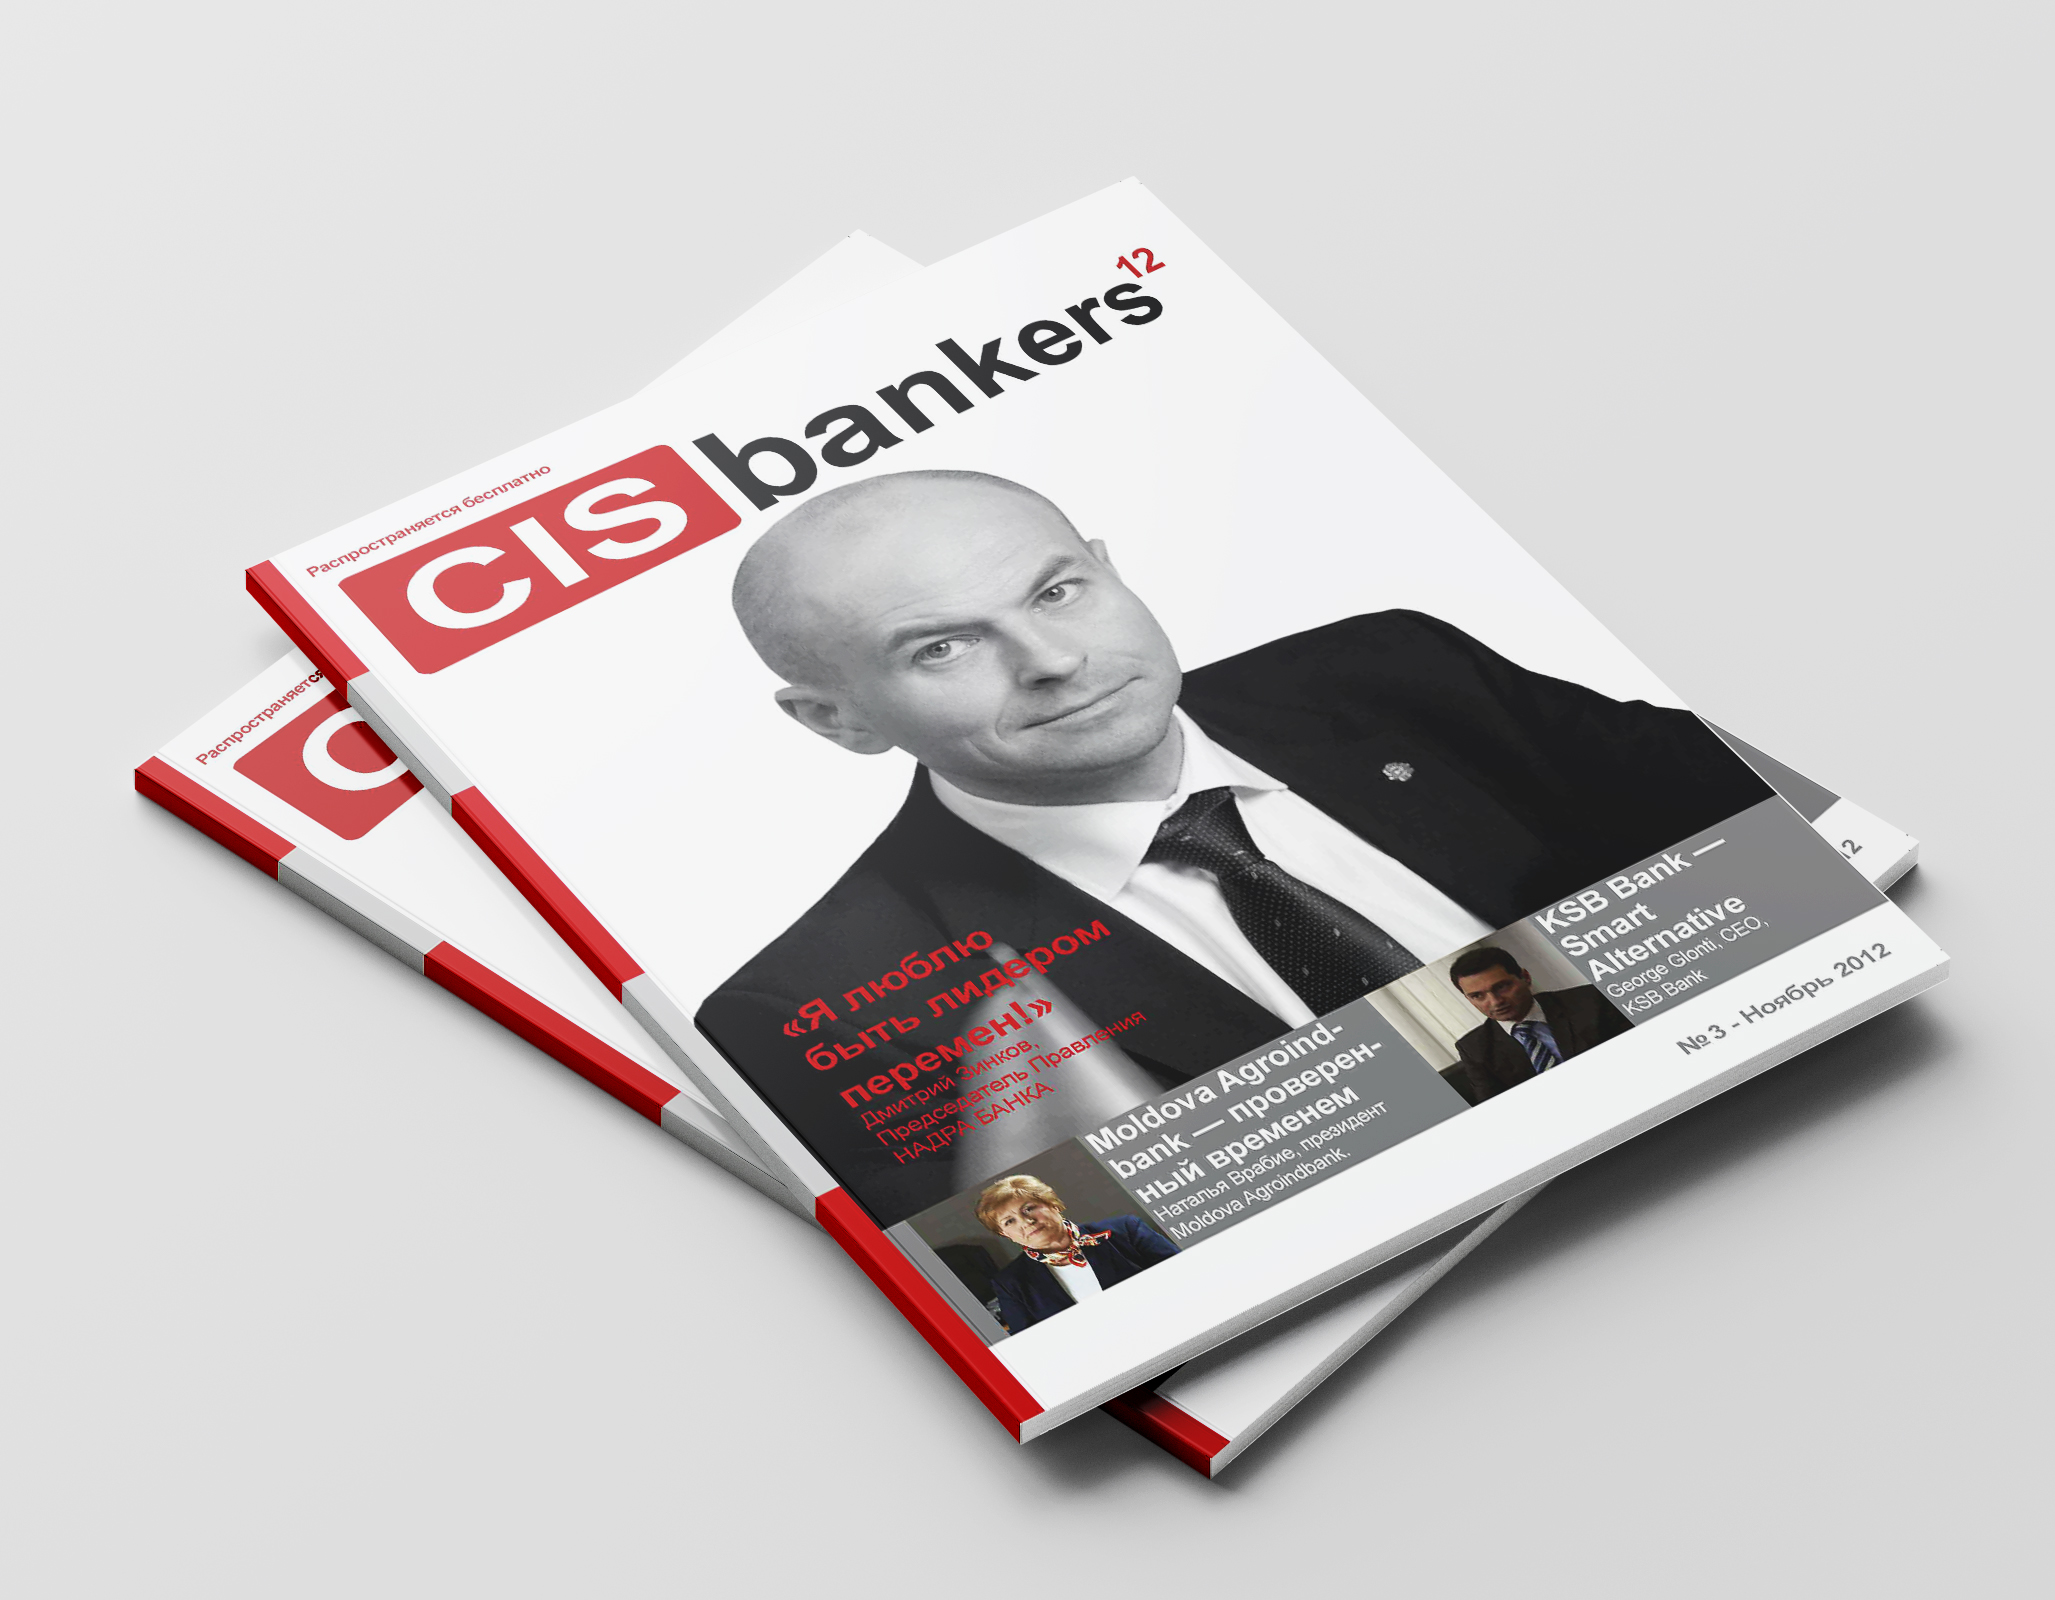 Распространяется бесплатно
CIS bankers 12
«Я люблю
быть лидером
перемен!»
Дмитрий Зинков,
Председатель Правления
НАДРА БАНКА
Moldova Agroind-
bank — проверен-
ный временем
Наталья Врабие, президент
Moldova Agroindbank.
KSB Bank —
Smart
Alternative
George Glonti, CEO,
KSB Bank
№ 3 - Ноябрь 2012
Распространяется
C
12